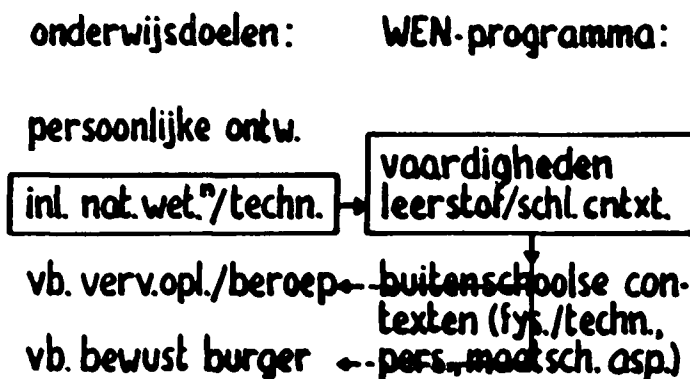 onderwijsdoelen:
WEN-programma:
persoonlijke ontw.
inl. nat.wet.ⁿ/techn.
vaardigheden
leerstof/schl.cntxt.
vb. verv.opl./beroep
buitenschoolse con-
texten (fys./techn.,
vb. bewust burger
pers., maatsch. asp.)